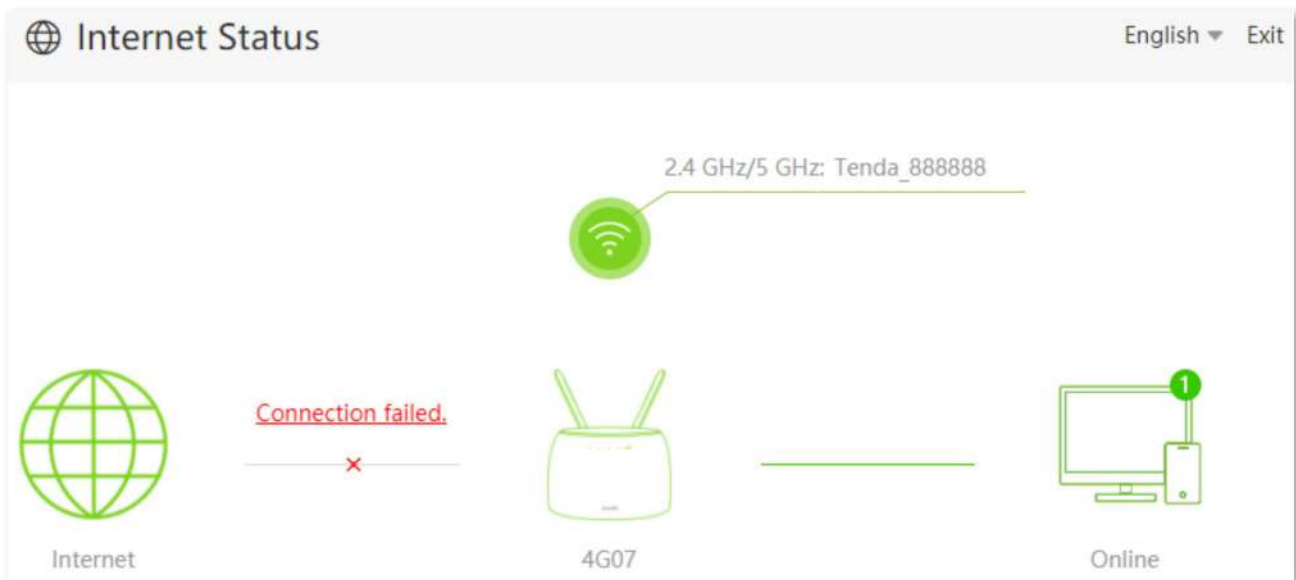 Internet Status
English
Exit
2.4 GHz/5 GHz: Tenda_888888
Connection failed.
1
Internet
4G07
Online